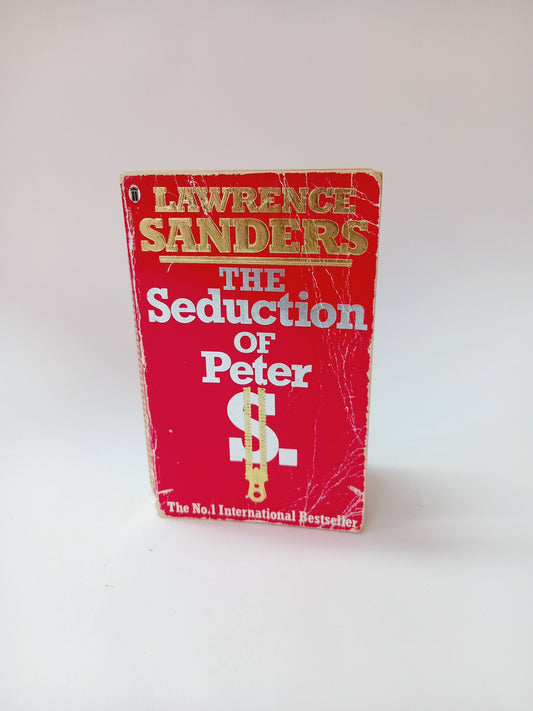 LAWRENCE
SANDERS
THE
Seduction
OF
Peter
S.
The No.1 International Bestseller